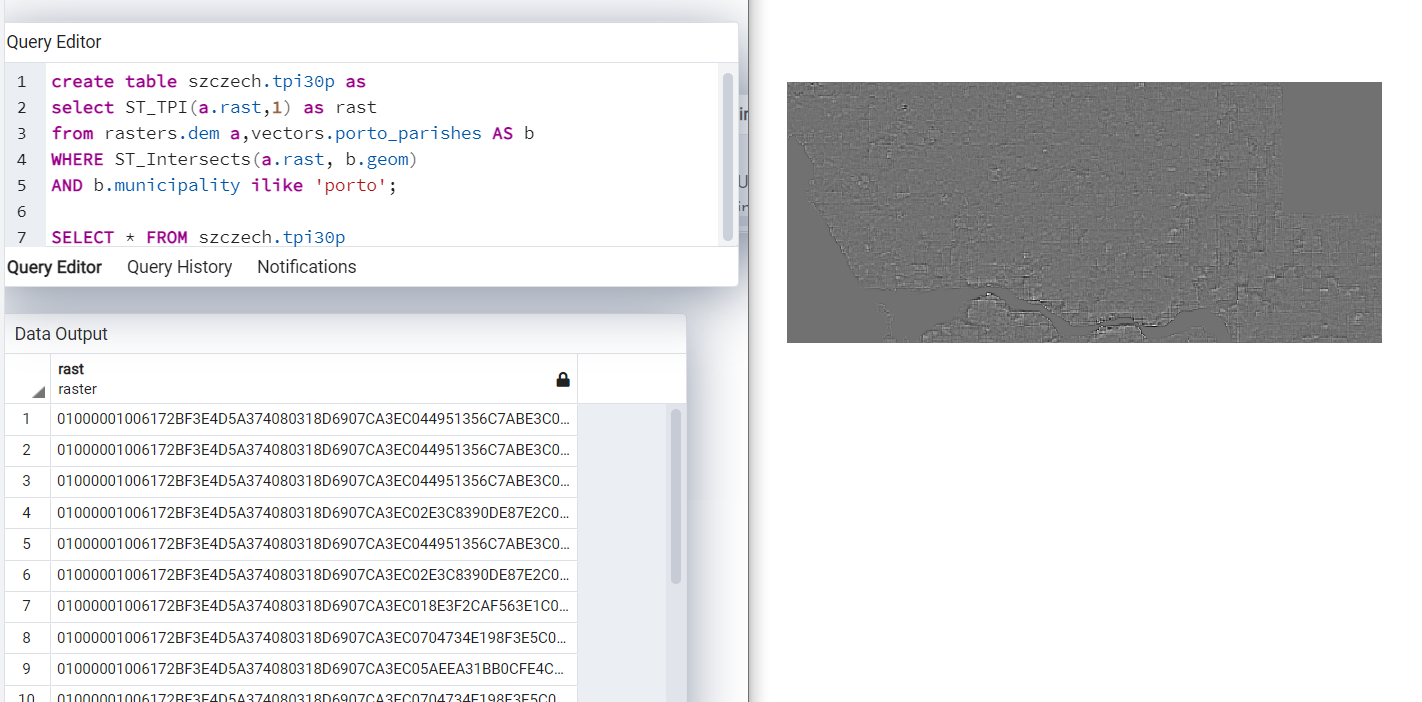 Query Editor
1 create table szczech.tpi30p as
2 select ST_TPI(a.rast,1) as rast
3 from rasters.dem a,vectors.porto_parishes AS b
4 WHERE ST_Intersects(a.rast, b.geom)
5 AND b.municipality ilike 'porto';
6
7 SELECT * FROM szczech.tpi30p
Query Editor Query History Notifications
Data Output
rast
raster
1 01000001006172BF3E4D5A374080318D6907CA3EC044951356C7ABE3C0…
2 01000001006172BF3E4D5A374080318D6907CA3EC044951356C7ABE3C0…
3 01000001006172BF3E4D5A374080318D6907CA3EC044951356C7ABE3C0…
4 01000001006172BF3E4D5A374080318D6907CA3EC02E3C8390DE87E2C0…
5 01000001006172BF3E4D5A374080318D6907CA3EC044951356C7ABE3C0…
6 01000001006172BF3E4D5A374080318D6907CA3EC02E3C8390DE87E2C0…
7 01000001006172BF3E4D5A374080318D6907CA3EC018E3F2CAF563E1C0…
8 01000001006172BF3E4D5A374080318D6907CA3EC0704734E198F3E5C0…
9 01000001006172BF3E4D5A374080318D6907CA3EC05AEEA31BB0CFE4C…
10 01000001006172BF3E4D5A374080318D6907CA3EC0704734E198F3E5C0…